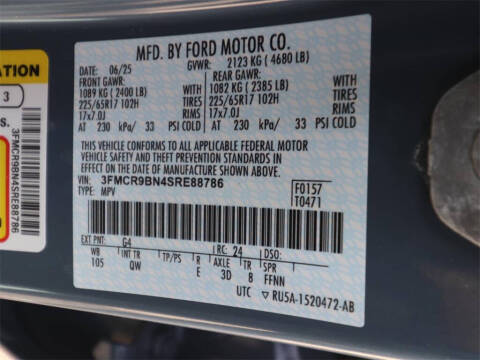 MFD. BY FORD MOTOR CO.
DATE: 06/25 GVWR: 2123 KG ( 4680 LB)
FRONT GAWR: REAR GAWR:
1089 KG ( 2400 LB) 1082 KG ( 2385 LB)
225/65R17 102H TIRES 225/65R17 102H
17x7.0J RIMS 17x7.0J
AT 230 kPa/ 33 PSI COLD AT 230 kPa/ 33 PSI COLD
THIS VEHICLE CONFORMS TO ALL APPLICABLE FEDERAL MOTOR
VEHICLE SAFETY, BUMPER, AND THEFT PREVENTION STANDARDS IN
EFFECT ON THE DATE OF MANUFACTURE SHOWN ABOVE.
VIN: 3FMCR9BN4SRE88786
TYPE: MPV
F0157
T0471
EXT PNT: G4 RC: 24 DSO:
WB INT TR TP/PS R AXLE TR SPR
105 QW E 3D 8 FFNN
UTC RU5A-1520472-AB
ATION
3
s.
3FMCR9BN4SRE88786